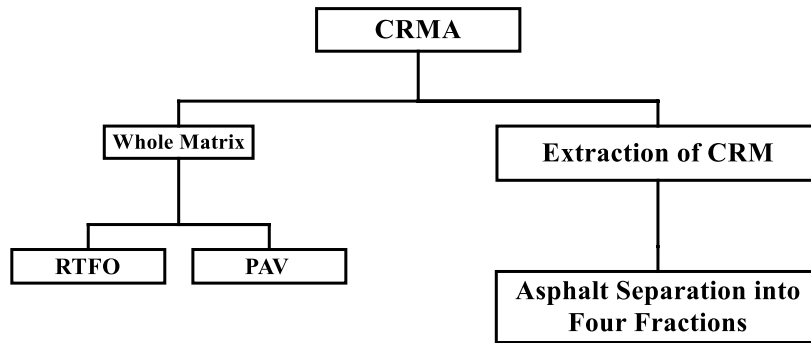 CRMA
Whole Matrix
Extraction of CRM
RTFO
PAV
Asphalt Separation into
Four Fractions